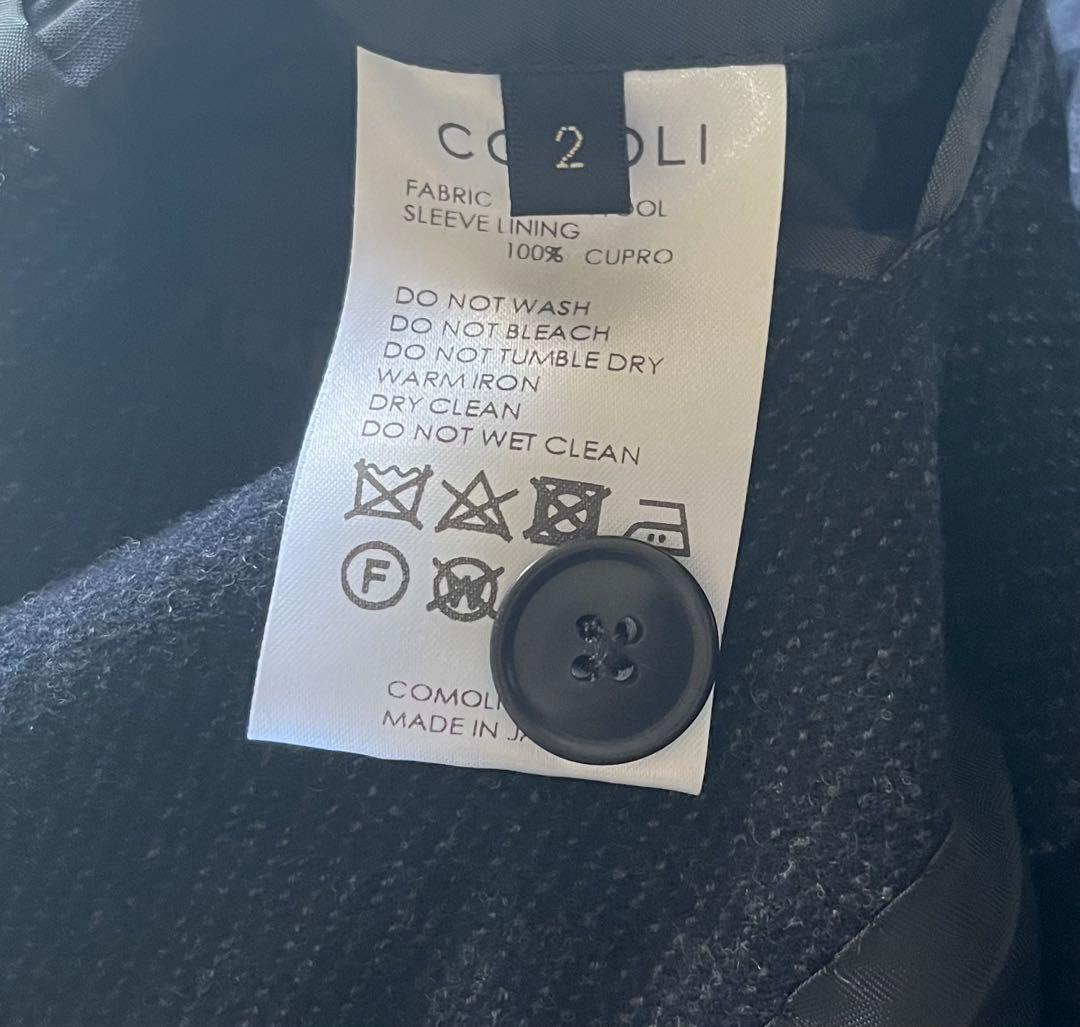 2
FABRIC
SLEEVE LINING
100% CUPRO
DO NOT WASH
DO NOT BLEACH
DO NOT TUMBLE DRY
WARM IRON
DRY CLEAN
DO NOT WET CLEAN
F W
COMOLI
MADE IN